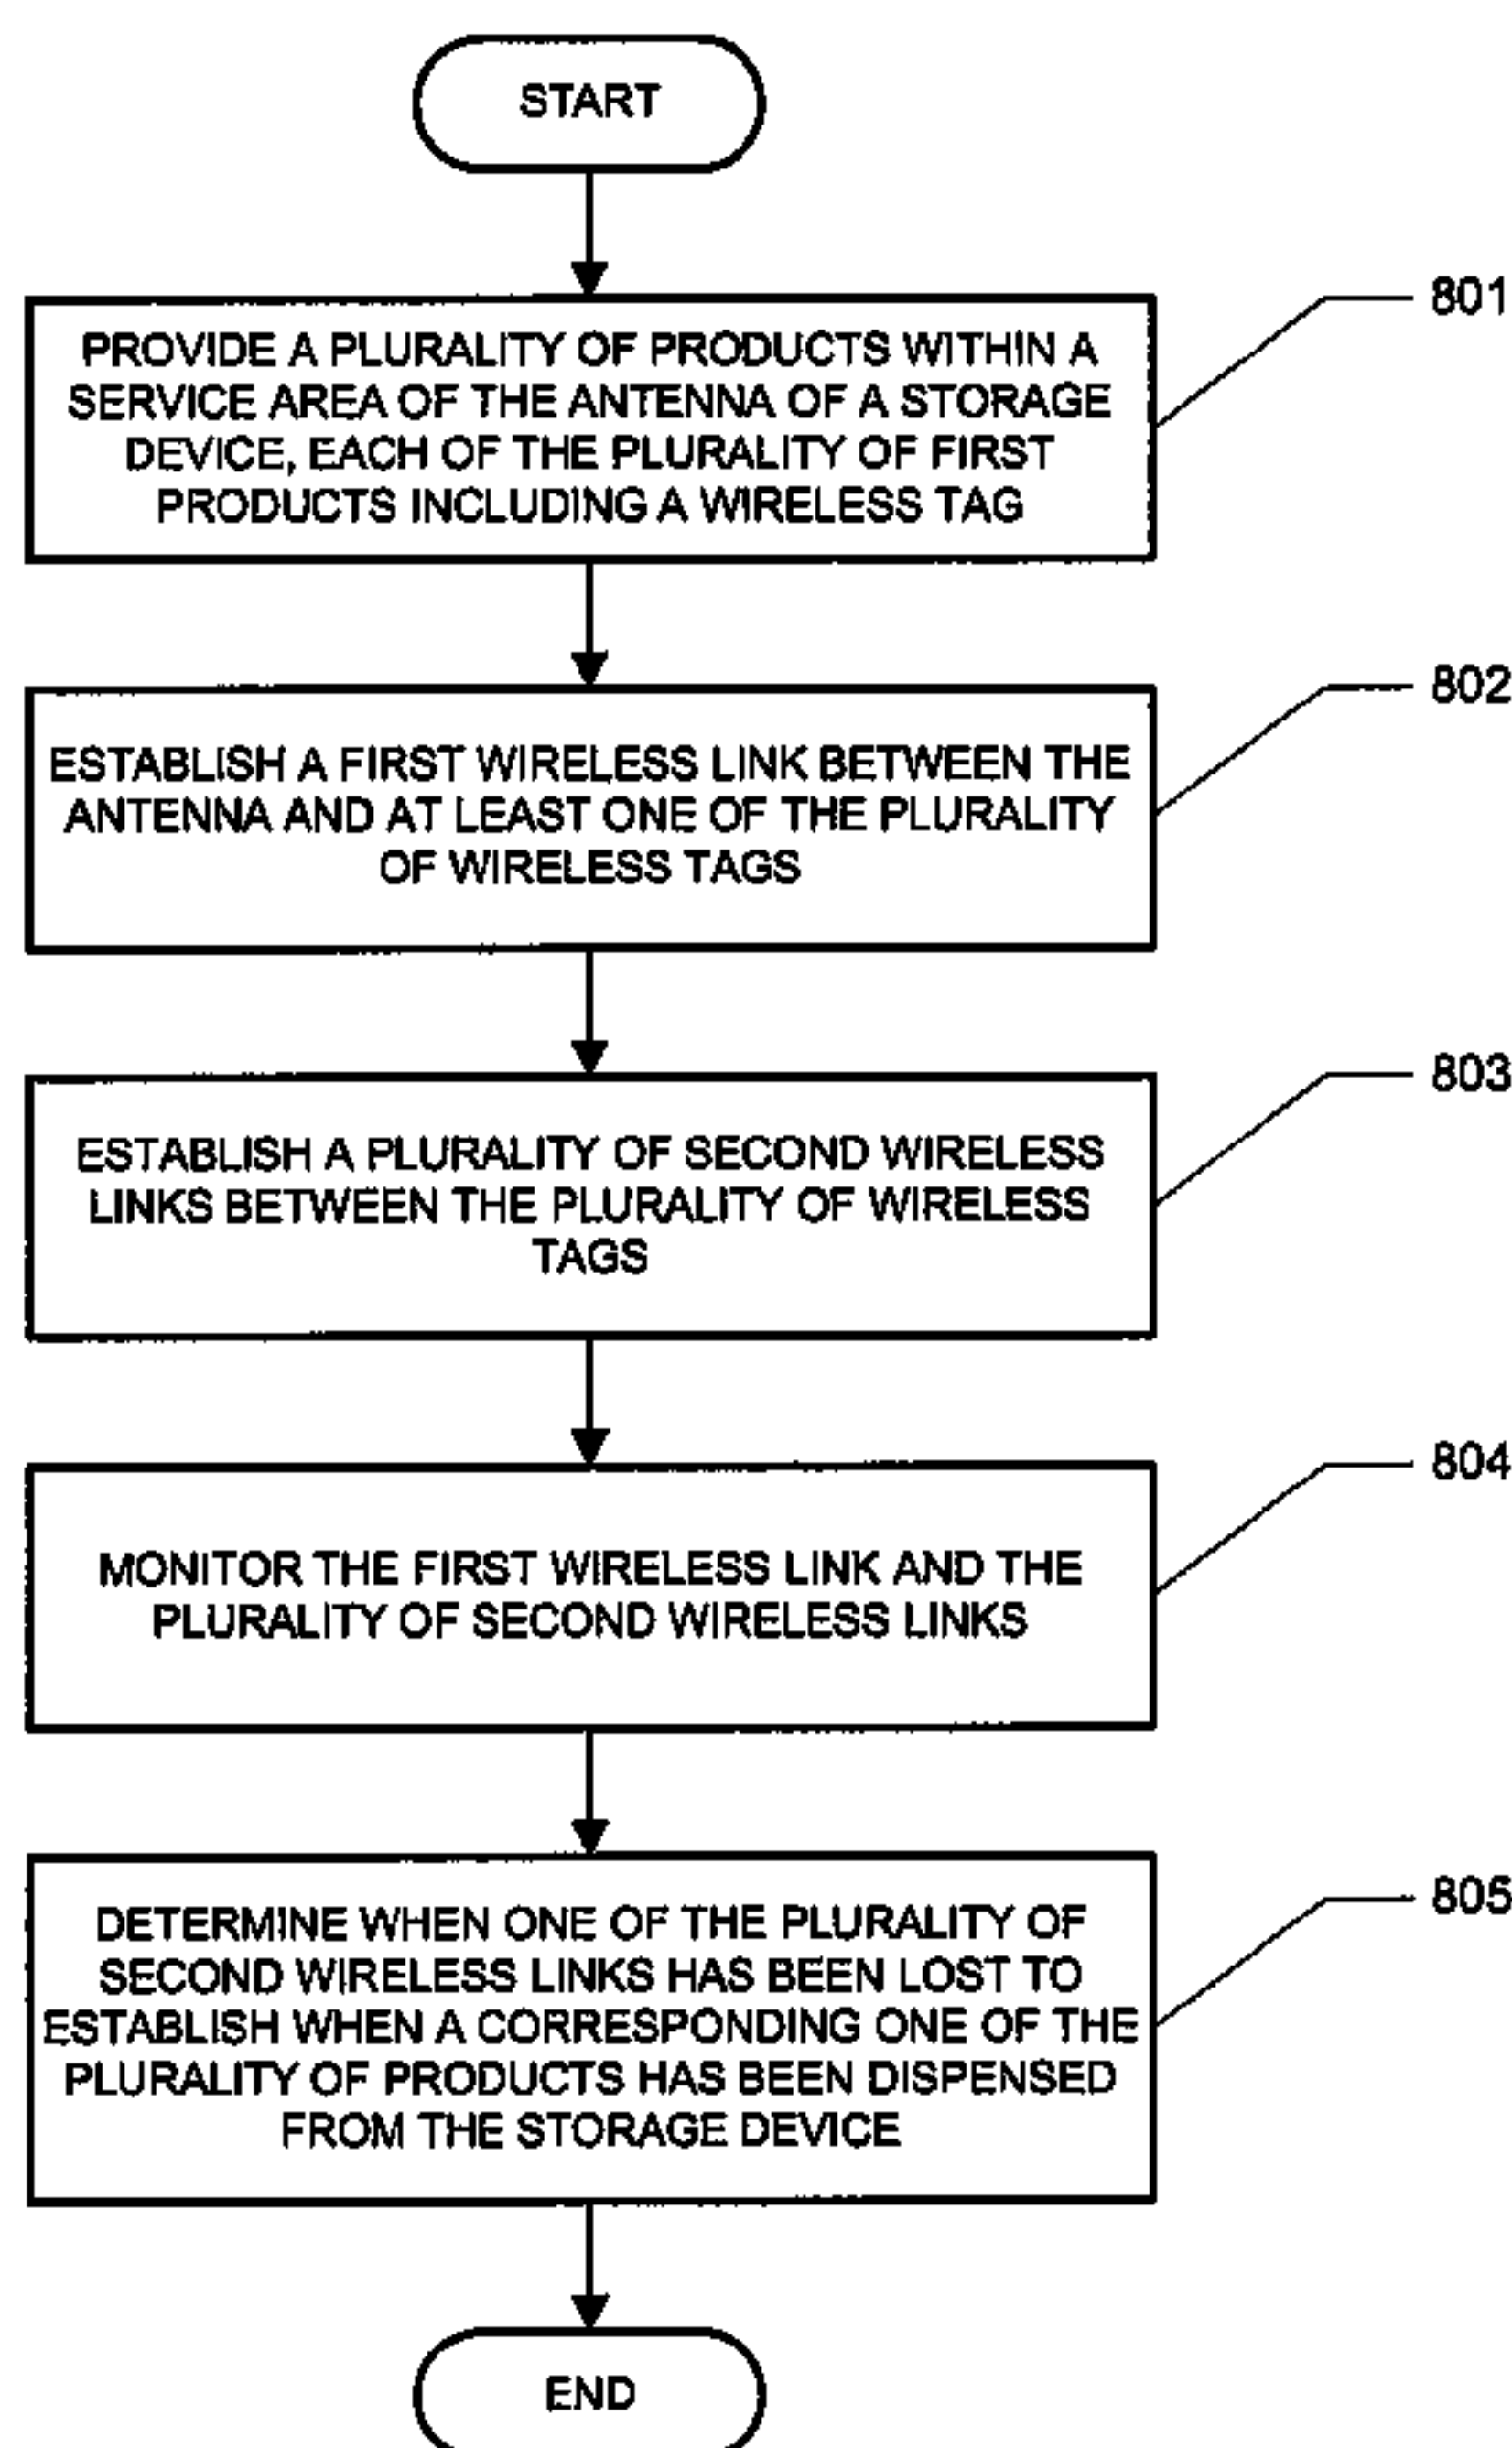 START
801
PROVIDE A PLURALITY OF PRODUCTS WITHIN A
SERVICE AREA OF THE ANTENNA OF A STORAGE
DEVICE, EACH OF THE PLURALITY OF FIRST
PRODUCTS INCLUDING A WIRELESS TAG
802
ESTABLISH A FIRST WIRELESS LINK BETWEEN THE
ANTENNA AND AT LEAST ONE OF THE PLURALITY
OF WIRELESS TAGS
803
ESTABLISH A PLURALITY OF SECOND WIRELESS
LINKS BETWEEN THE PLURALITY OF WIRELESS
TAGS
804
MONITOR THE FIRST WIRELESS LINK AND THE
PLURALITY OF SECOND WIRELESS LINKS
805
DETERMINE WHEN ONE OF THE PLURALITY OF
SECOND WIRELESS LINKS HAS BEEN LOST TO
ESTABLISH WHEN A CORRESPONDING ONE OF THE
PLURALITY OF PRODUCTS HAS BEEN DISPENSED
FROM THE STORAGE DEVICE
END